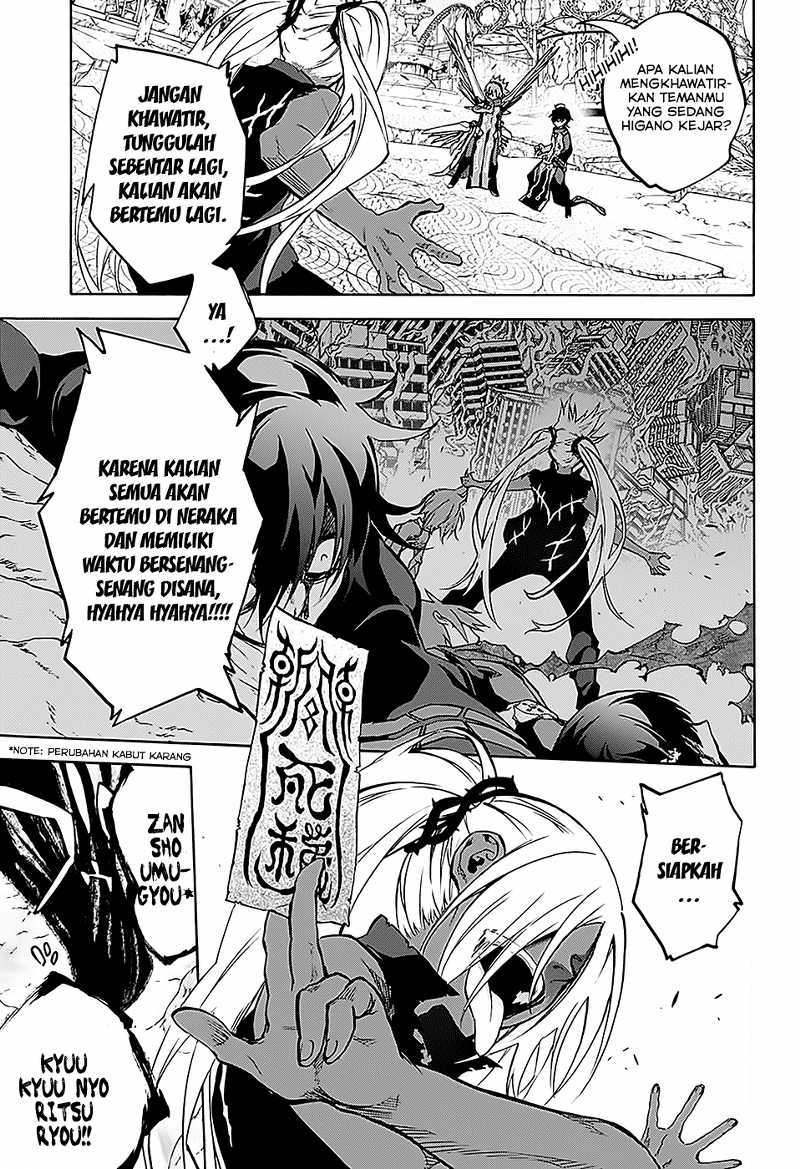 HIHIHIHI!
APA KALIAN
MENGKHAWATIR-
KAN TEMANMU
YANG SEDANG
HIGANO KEJAR?
JANGAN
KHAWATIR,
TUNGGULAH
SEBENTAR LAGI,
KALIAN AKAN
BERTEMU LAGI.
YA
...!
KARENA KALIAN
SEMUA AKAN
BERTEMU DI NERAKA
DAN MEMILIKI
WAKTU BERSENANG-
SENANG DISANA,
HYAHYA HYAHYA!!!!
*NOTE: PERUBAHAN KABUT KARANG
BER-
SIAPKAH
...
ZAN
SHO
UMU-
GYOU*
KYUU
KYUU NYO
RITSU
RYOU!!